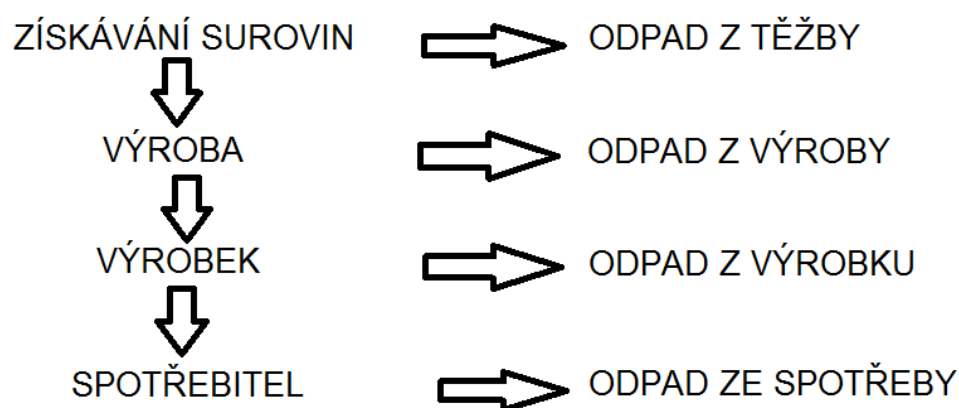 ZÍSKÁVÁNÍ SUROVIN ODPAD Z TĚŽBY
VÝROBA ODPAD Z VÝROBY
VÝROBEK ODPAD Z VÝROBKU
SPOTŘEBITEL ODPAD ZE SPOTŘEBY